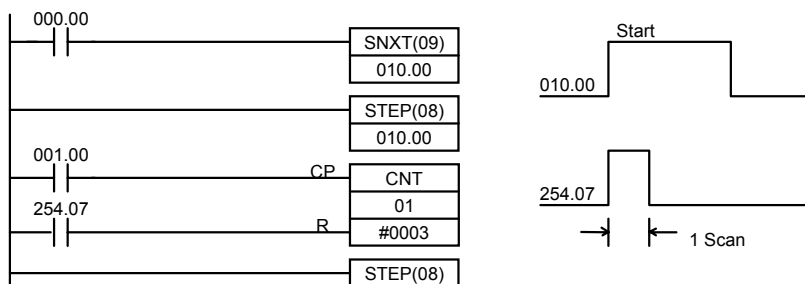 000.00
SNXT(09)
010.00
STEP(08)
010.00
001.00
CP CNT
01
254.07
R #0003
STEP(08)
Start
010.00
254.07
1 Scan